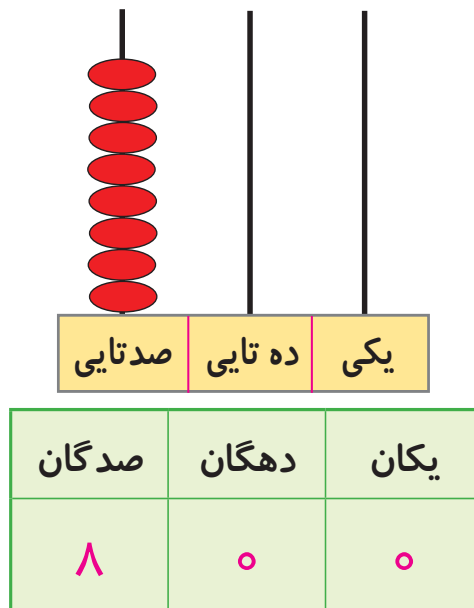 یکی ده تایی صدتایی
یکان دهگان صدگان
۰ ۰ ۸